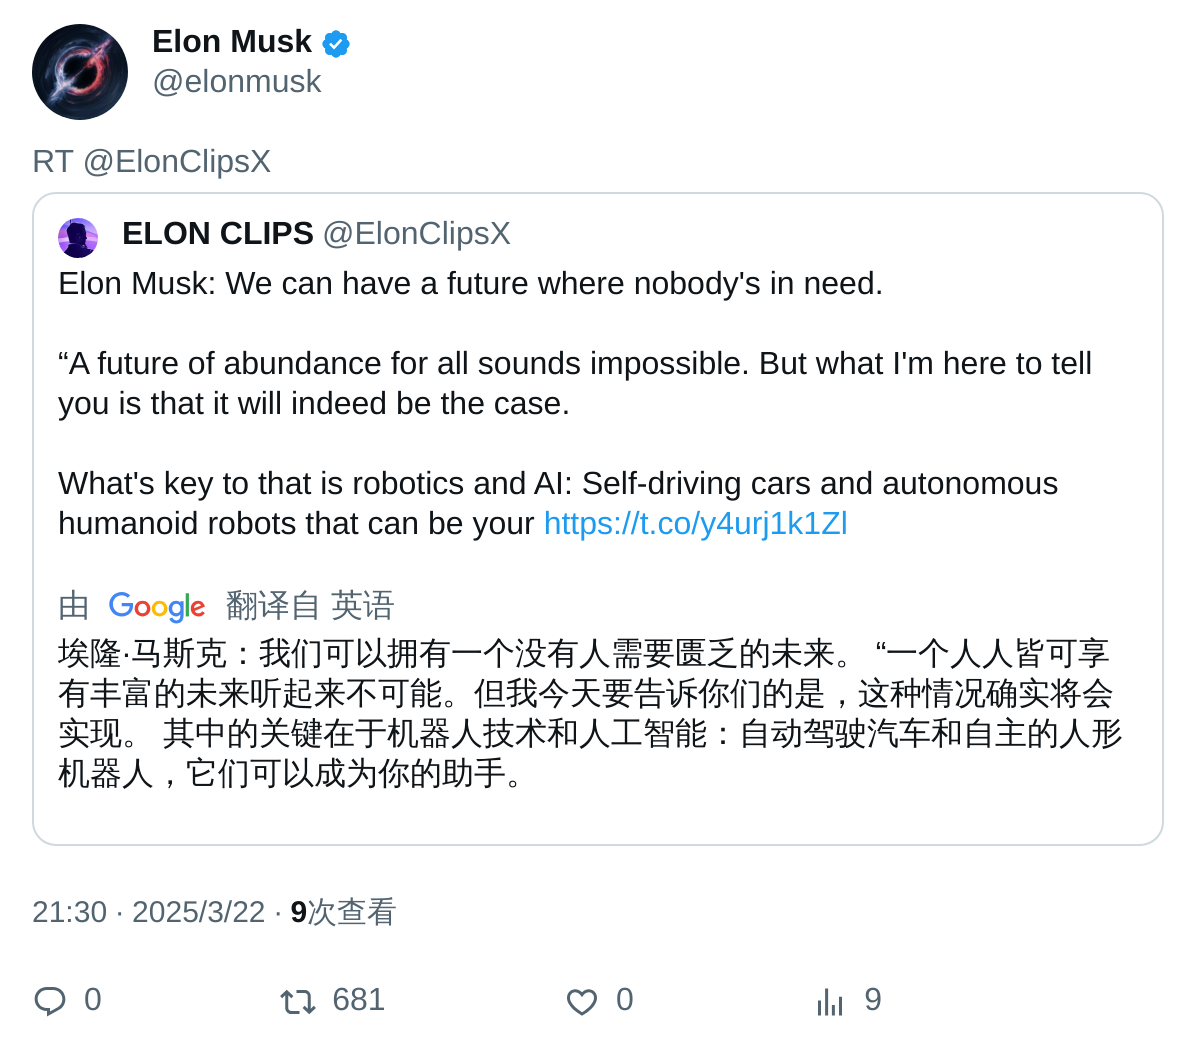 Elon Musk
@elonmusk
RT @ElonClipsX
ELON CLIPS @ElonClipsX
Elon Musk: We can have a future where nobody's in need.
“A future of abundance for all sounds impossible. But what I'm here to tell
you is that it will indeed be the case.
What's key to that is robotics and AI: Self-driving cars and autonomous
humanoid robots that can be your https://t.co/y4urj1k1Zl
由 Google 翻译自 英语
埃隆·马斯克：我们可以拥有一个没有人需要匮乏的未来。 “一个人人皆可享
有丰富的未来听起来不可能。但我今天要告诉你们的是，这种情况确实将会
实现。 其中的关键在于机器人技术和人工智能：自动驾驶汽车和自主的人形
机器人，它们可以成为你的助手。
21:30 · 2025/3/22 · 9次查看
0 681 0 9